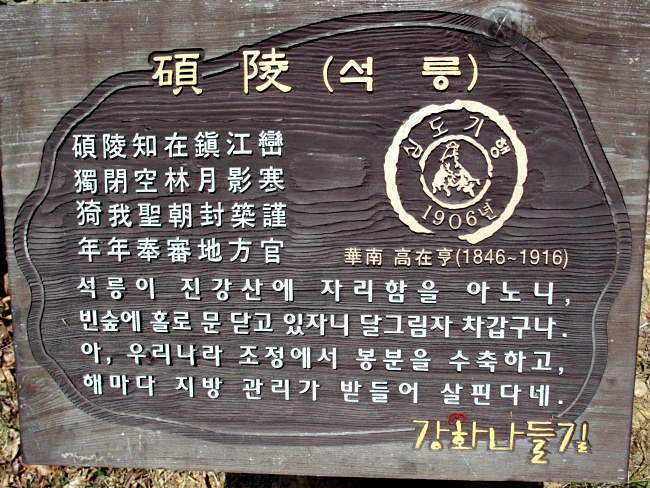 碩陵(석릉)
碩陵知在鎭江巒
獨閉空林月影寒
猗我聖朝封築謹
年年奉審地方官
심도기행
1906년
華南 高在亨(1846~1916)
석릉이 진강산에 자리함을 아노니,
빈숲에 홀로 문 닫고 있자니 달그림자 차갑구나.
아, 우리나라 조정에서 봉분을 수축하고,
해마다 지방 관리가 받들어 살핀다네.
강화나들길